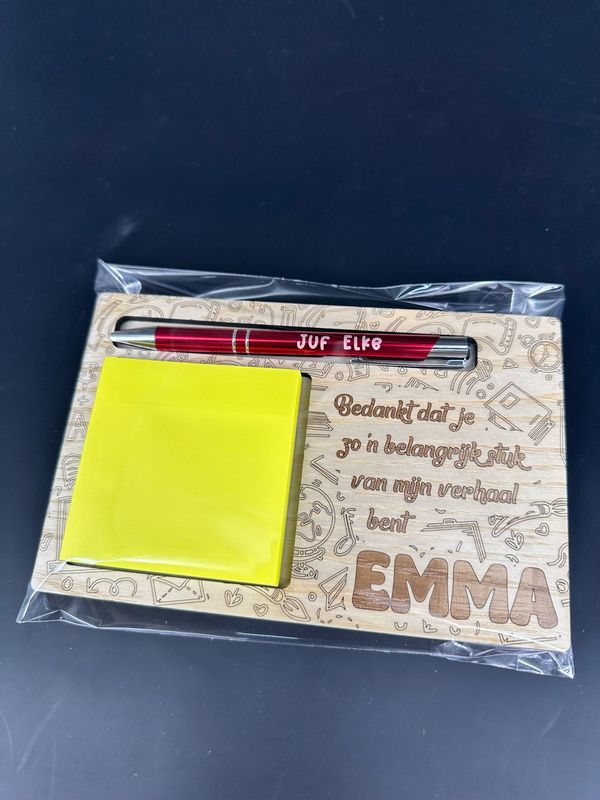 JUF ELKE
Bedankt dat je
zo'n belangrijk stuk
van mijn verhaal
bent
EMMA